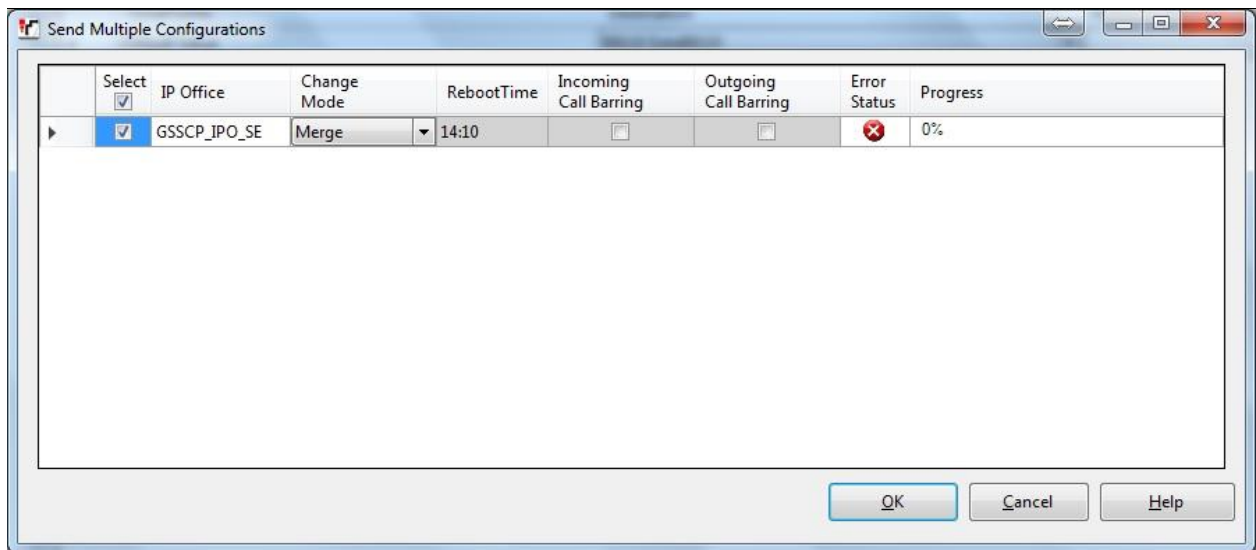 Send Multiple Configurations
Select IP Office Change Mode RebootTime Incoming Call Barring Outgoing Call Barring Error Status Progress
GSSCP_IPO_SE Merge 14:10 0%
OK Cancel Help